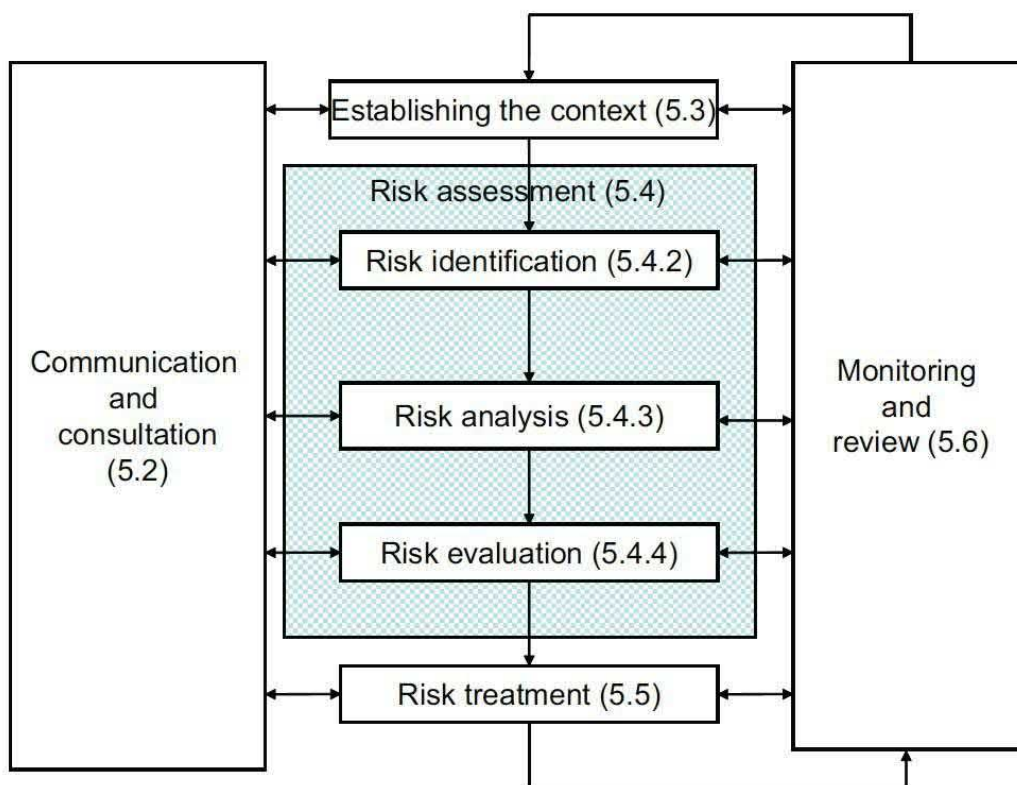 Establishing the context (5.3)
Risk assessment (5.4)
Risk identification (5.4.2)
Communication
and
consultation
(5.2)
Risk analysis (5.4.3)
Monitoring
and
review (5.6)
Risk evaluation (5.4.4)
Risk treatment (5.5)